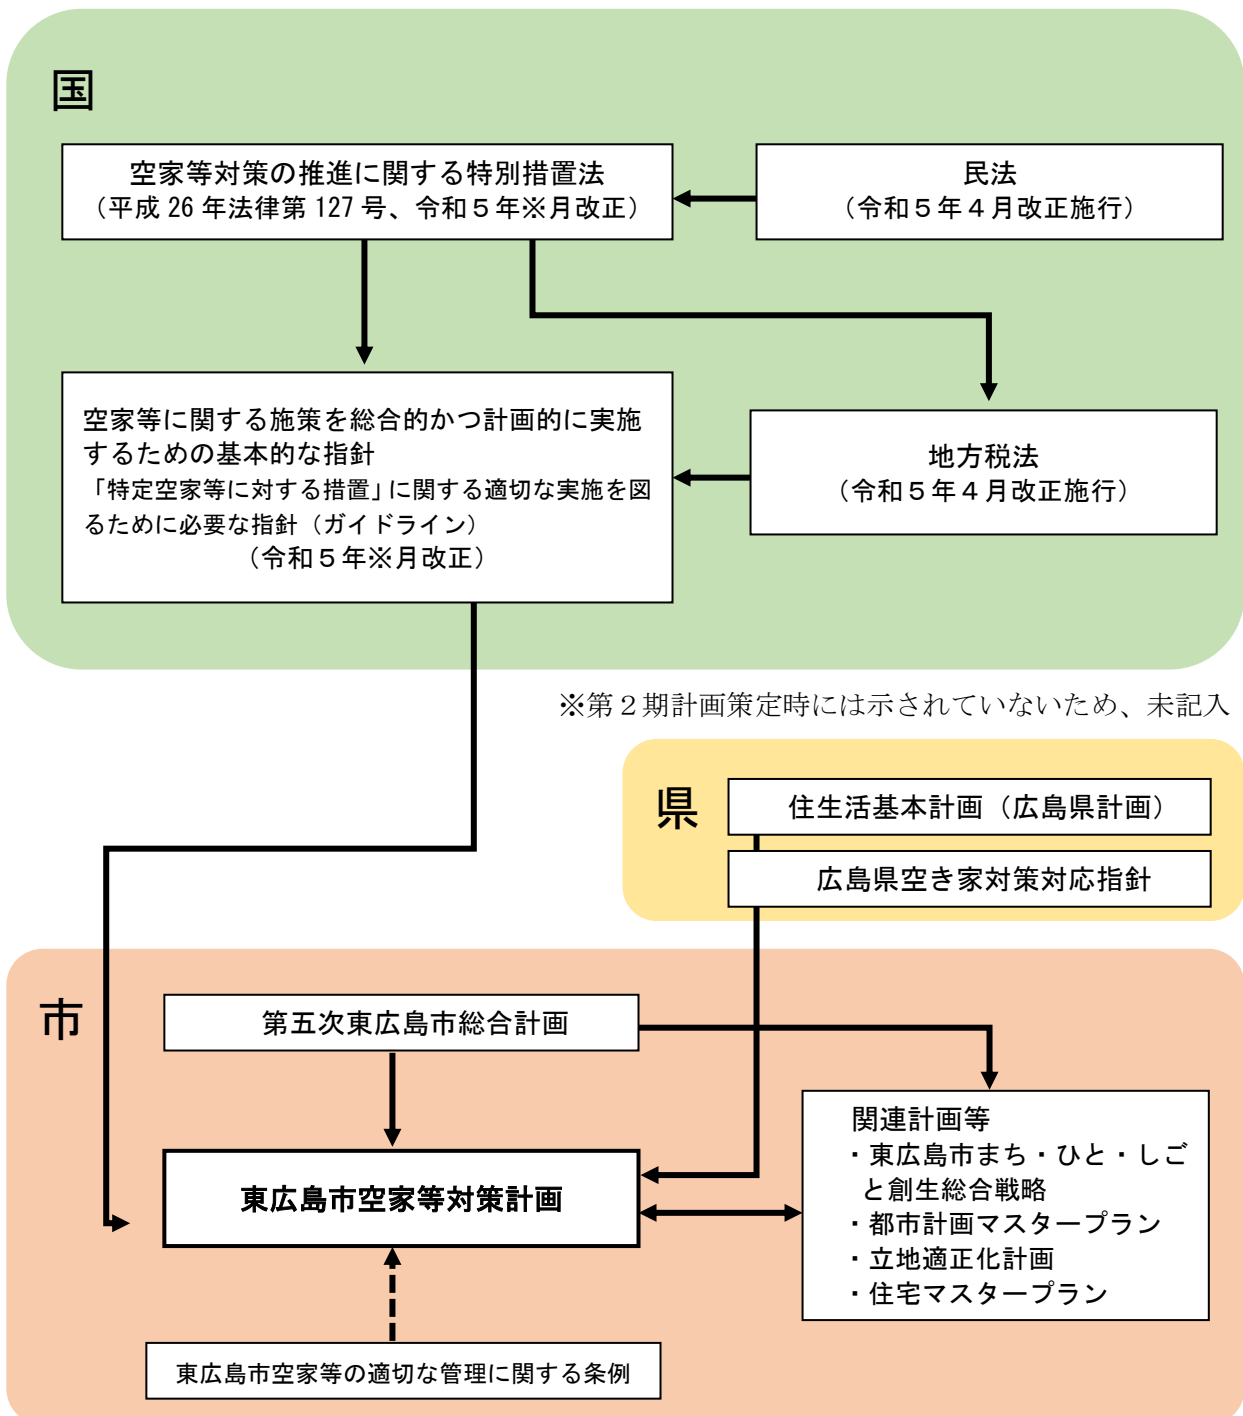 国
空家等対策の推進に関する特別措置法
（平成 26 年法律第 127 号、令和５年※月改正）
民法
（令和５年４月改正施行）
空家等に関する施策を総合的かつ計画的に実施
するための基本的な指針
「特定空家等に対する措置」に関する適切な実施を図
るために必要な指針（ガイドライン）
（令和５年※月改正）
地方税法
（令和５年４月改正施行）
※第２期計画策定時には示されていないため、未記入
県
住生活基本計画（広島県計画）
広島県空き家対策対応指針
市
第五次東広島市総合計画
東広島市空家等対策計画
関連計画等
・東広島市まち・ひと・しご
と創生総合戦略
・都市計画マスタープラン
・立地適正化計画
・住宅マスタープラン
東広島市空家等の適切な管理に関する条例